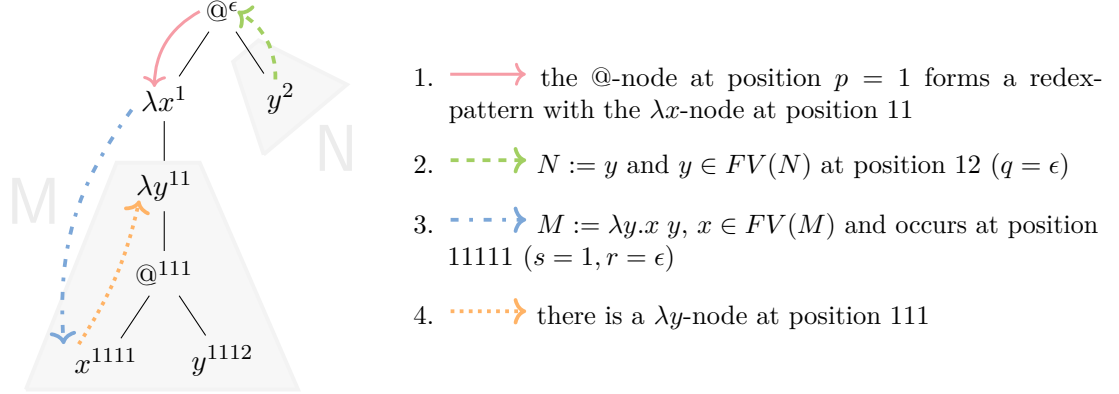 @^ϵ
λx^1
y^2
N
M
λy^11
@^111
x^1111
y^1112
1. the @-node at position p = 1 forms a redex-
pattern with the λx-node at position 11
2. N := y and y ∈ FV(N) at position 12 (q = ϵ)
3. M := λy.x y, x ∈ FV(M) and occurs at position
11111 (s = 1, r = ϵ)
4. there is a λy-node at position 111